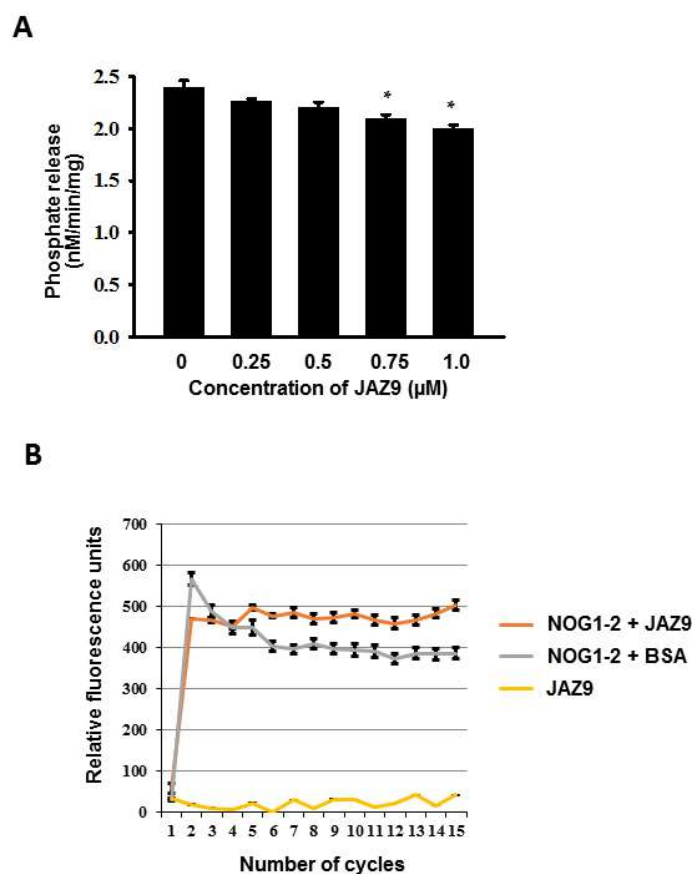 A
Phosphate release
(nM/min/mg)
2.5
2.0
1.5
1.0
0.5
0.0
* *
0 0.25 0.5 0.75 1.0
Concentration of JAZ9 (µM)
B
Relative fluorescence units
700
600
500
400
300
200
100
0
1 2 3 4 5 6 7 8 9 10 11 12 13 14 15
Number of cycles
NOG1-2 + JAZ9
NOG1-2 + BSA
JAZ9